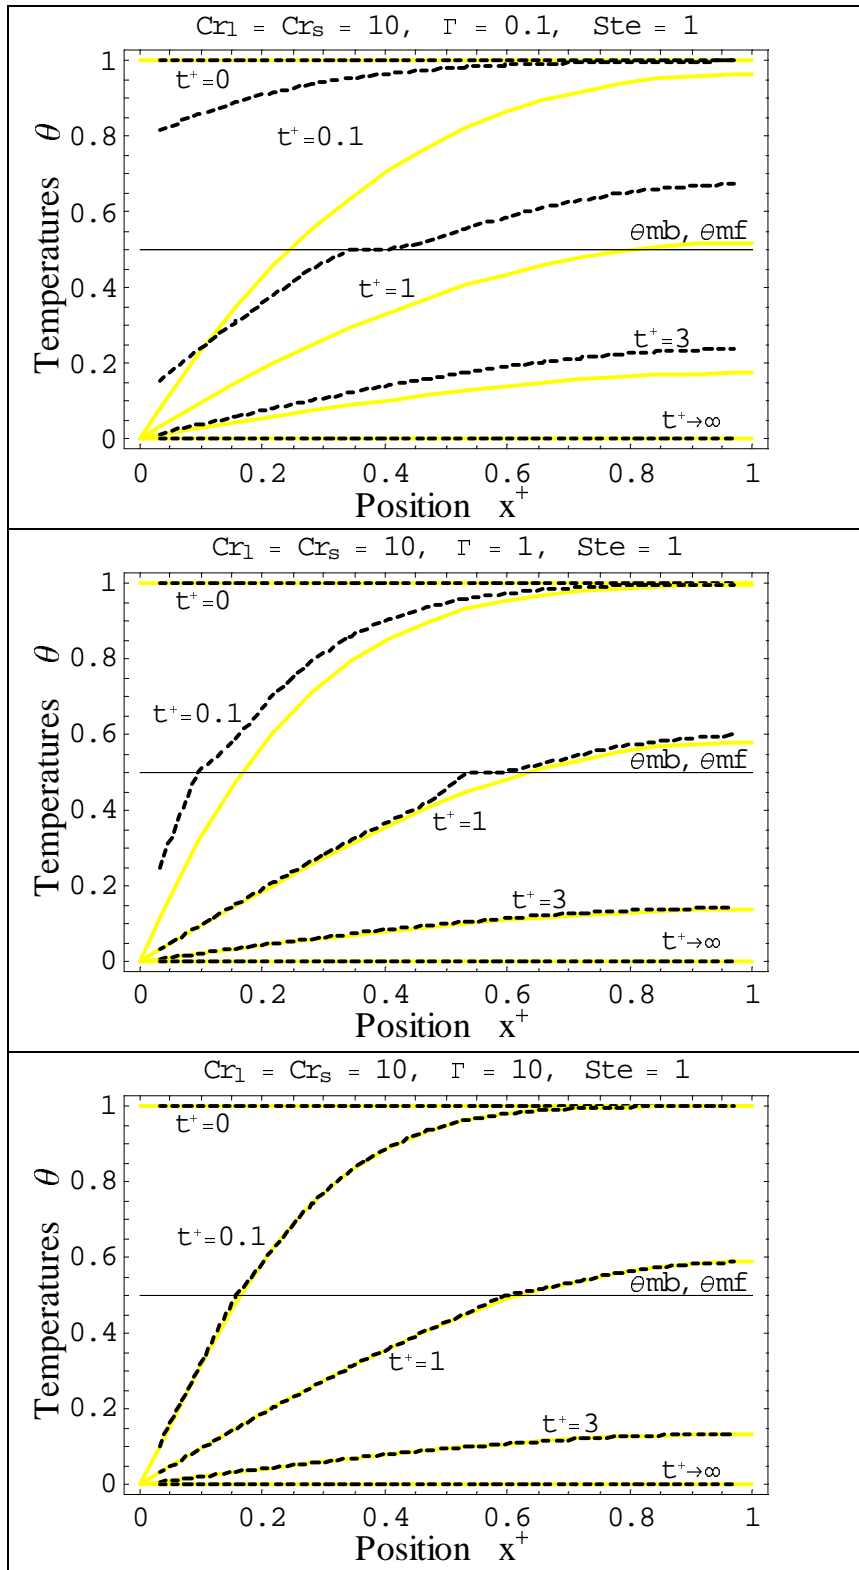 Crl = Crs = 10, Γ = 0.1, Ste = 1
1
t+=0
0.8
t+=0.1
0.6
θmb, θmf
0.4
t+=1
t+=3
0.2
t+→∞
0
0 0.2 0.4 0.6 0.8 1
Position x+
Temperatures θ
Crl = Crs = 10, Γ = 1, Ste = 1
1
t+=0
0.8
t+=0.1
0.6
θmb, θmf
0.4
t+=1
0.2
t+=3
t+→∞
0
0 0.2 0.4 0.6 0.8 1
Position x+
Temperatures θ
Crl = Crs = 10, Γ = 10, Ste = 1
1
t+=0
0.8
t+=0.1
0.6
θmb, θmf
0.4
t+=1
0.2
t+=3
t+→∞
0
0 0.2 0.4 0.6 0.8 1
Position x+
Temperatures θ